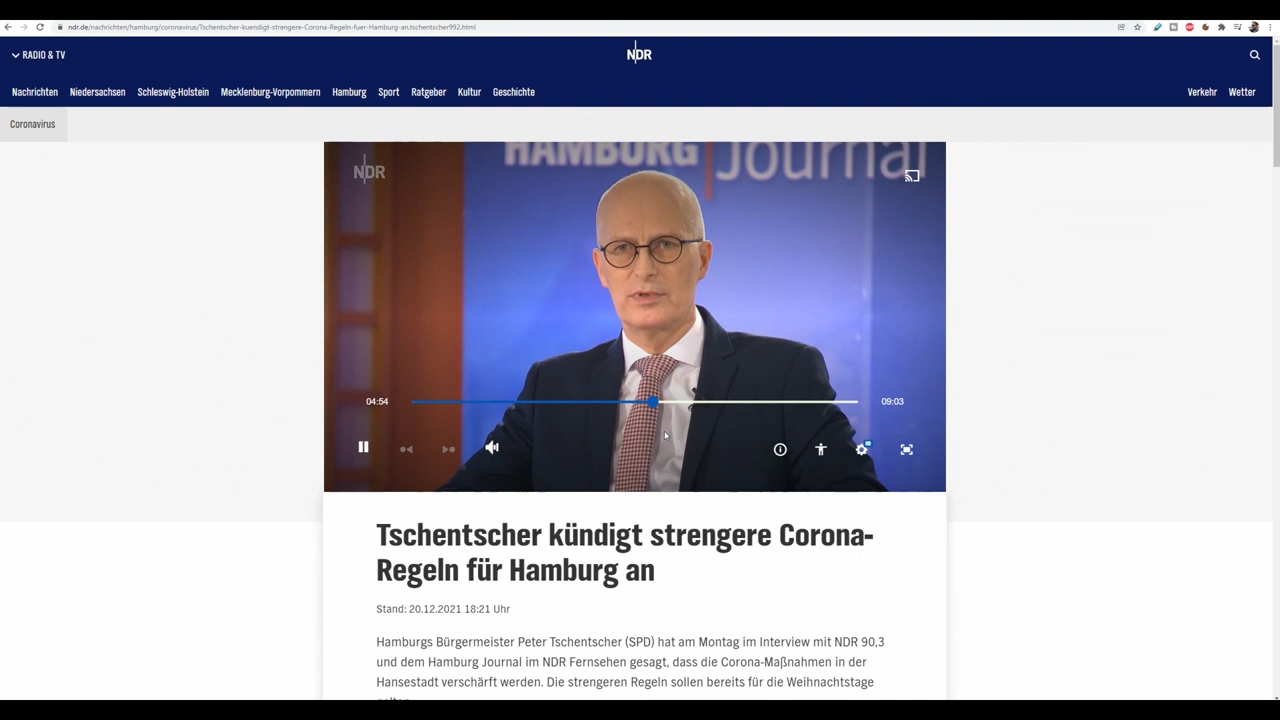 ndr.de/nachrichten/hamburg/coronavirus/Tschentscher-kuendigt-strengere-Corona-Regeln-fuer-Hamburg-an,tschentscher992.html
RADIO & TV
NDR
Nachrichten Niedersachsen Schleswig-Holstein Mecklenburg-Vorpommern Hamburg Sport Ratgeber Kultur Geschichte Verkehr Wetter
Coronavirus
HAMBURG Journal
NDR
04:54 09:03
Tschentscher kündigt strengere Corona-
Regeln für Hamburg an
Stand: 20.12.2021 18:21 Uhr
Hamburgs Bürgermeister Peter Tschentscher (SPD) hat am Montag im Interview mit NDR 90,3
und dem Hamburg Journal im NDR Fernsehen gesagt, dass die Corona-Maßnahmen in der
Hansestadt verschärft werden. Die strengeren Regeln sollen bereits für die Weihnachtstage